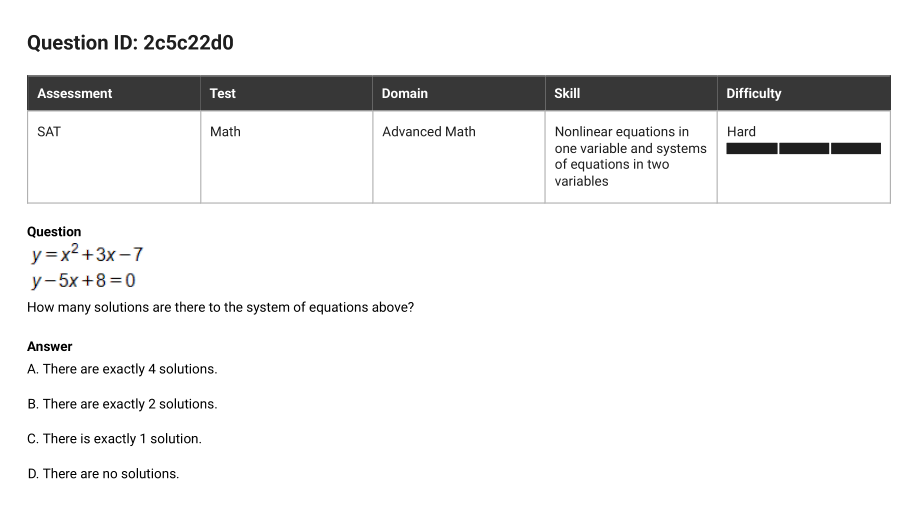 Question ID: 2c5c22d0
Assessment Test Domain Skill Difficulty
SAT Math Advanced Math Nonlinear equations in Hard
one variable and systems
of equations in two
variables
Question
y = x² + 3x − 7
y − 5x + 8 = 0
How many solutions are there to the system of equations above?
Answer
A. There are exactly 4 solutions.
B. There are exactly 2 solutions.
C. There is exactly 1 solution.
D. There are no solutions.